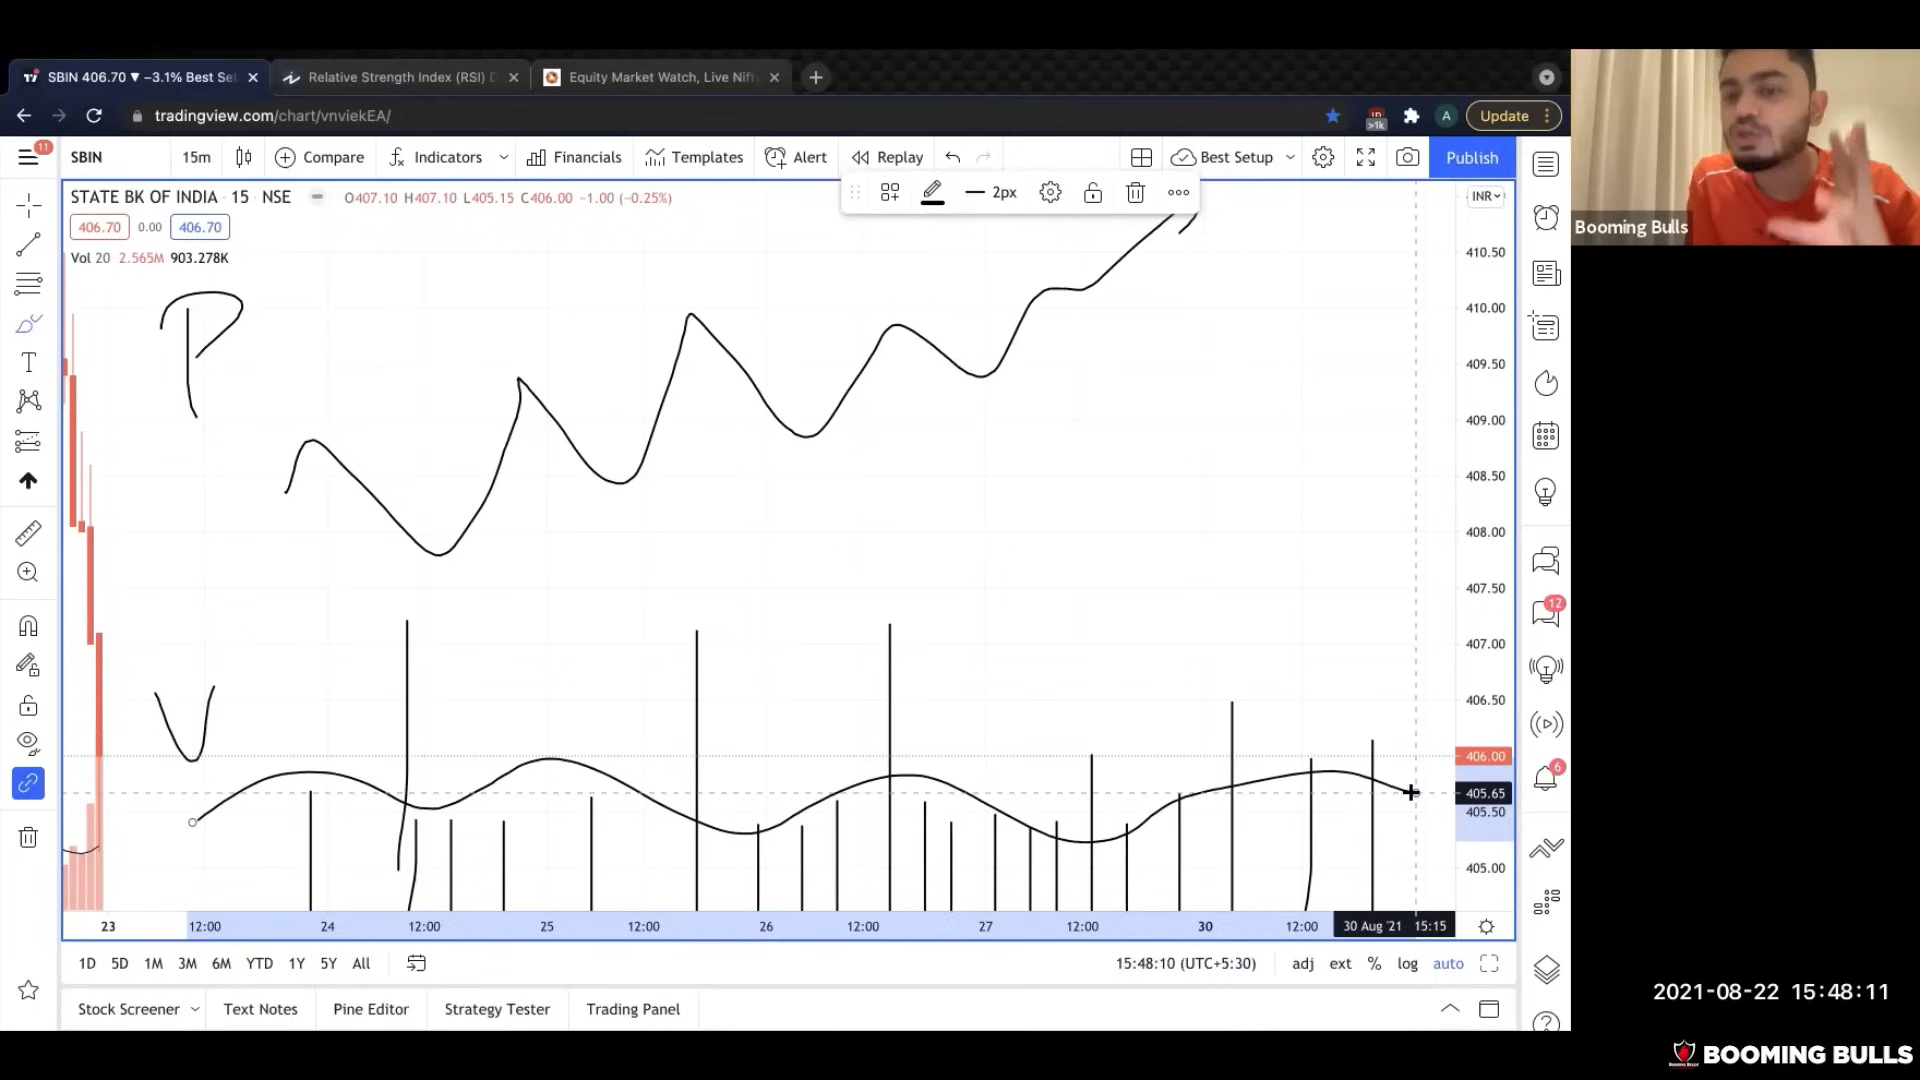 SBIN 406.70 ▼ −3.1% Best Set
Relative Strength Index (RSI) D
Equity Market Watch, Live Nift
tradingview.com/chart/vnviekEA/
>1k
A
Update
11
SBIN
15m
Compare
Indicators
Financials
Templates
Alert
Replay
Best Setup
Publish
STATE BK OF INDIA · 15 · NSE
O407.10 H407.10 L405.15 C406.00 −1.00 (−0.25%)
2px
INR
406.70 0.00 406.70
Vol 20 2.565M 903.278K
Booming Bulls
P
V
410.50
410.00
409.50
409.00
408.50
408.00
407.50
407.00
406.50
406.00
405.65
405.50
405.00
12
6
23 12:00 24 12:00 25 12:00 26 12:00 27 12:00 30 12:00 30 Aug '21 15:15
1D 5D 1M 3M 6M YTD 1Y 5Y All
15:48:10 (UTC+5:30)
adj ext % log auto
Stock Screener
Text Notes
Pine Editor
Strategy Tester
Trading Panel
2021-08-22 15:48:11
BOOMING BULLS